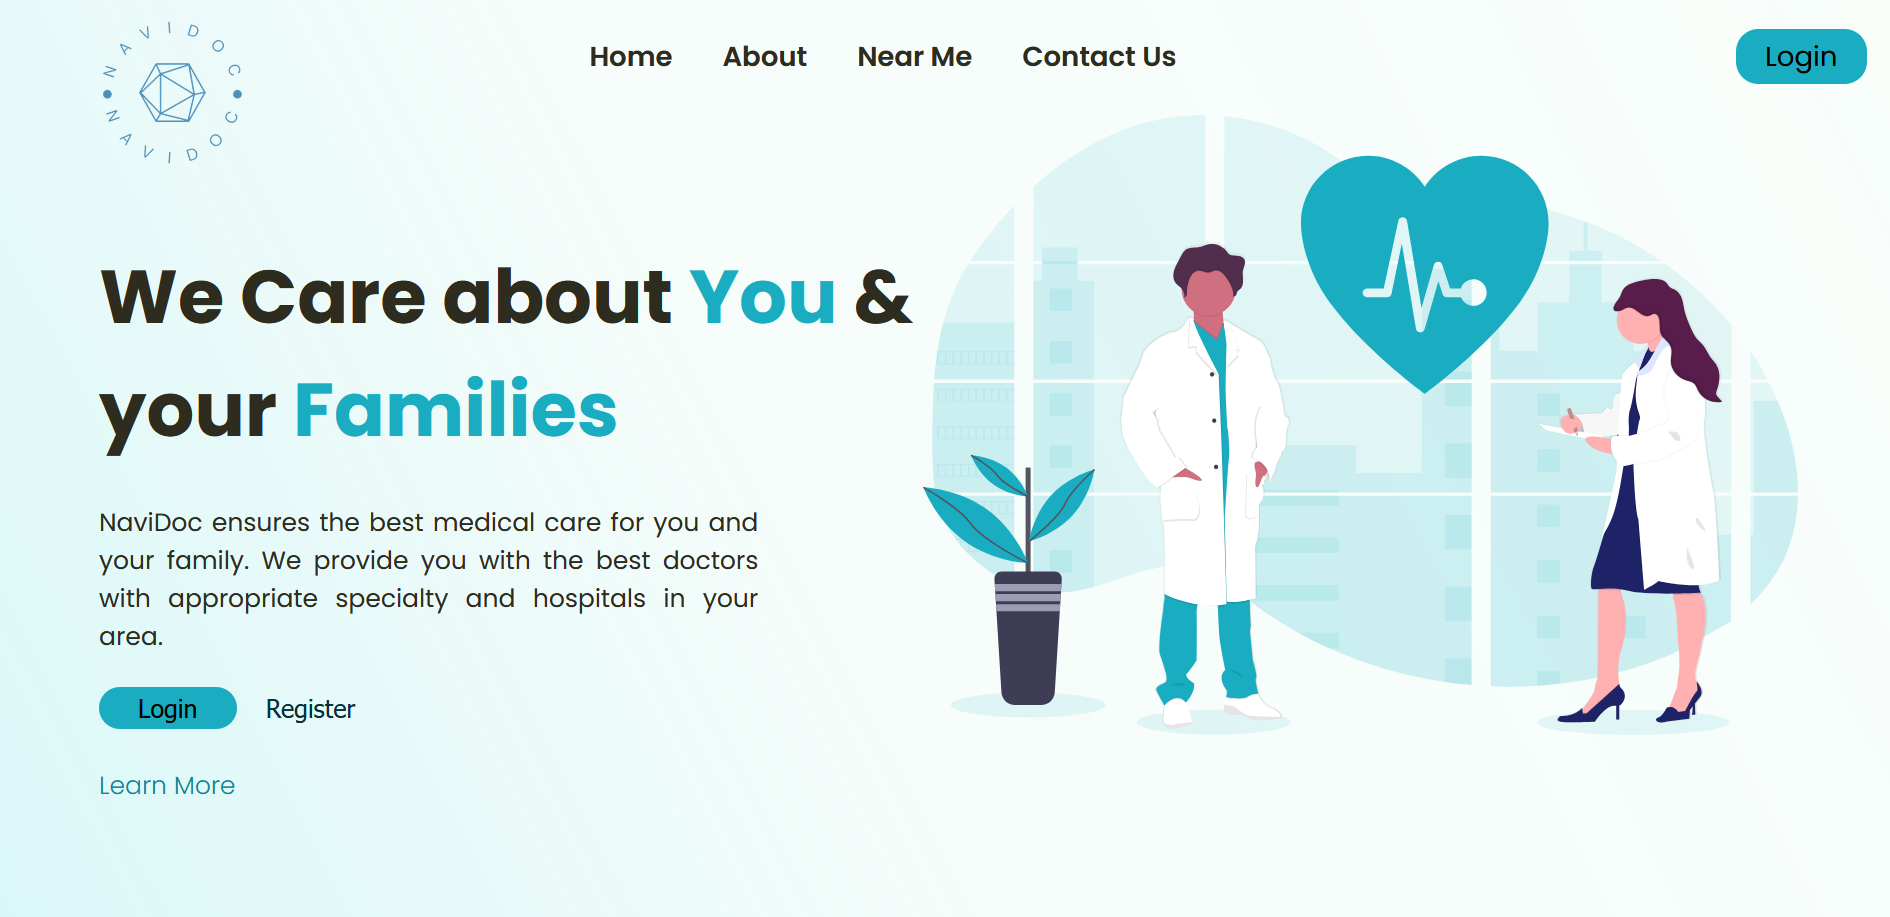 NAVIDOC
NAVIDOC
Home
About
Near Me
Contact Us
Login
We Care about You &
your Families
NaviDoc ensures the best medical care for you and
your family. We provide you with the best doctors
with appropriate specialty and hospitals in your
area.
Login
Register
Learn More